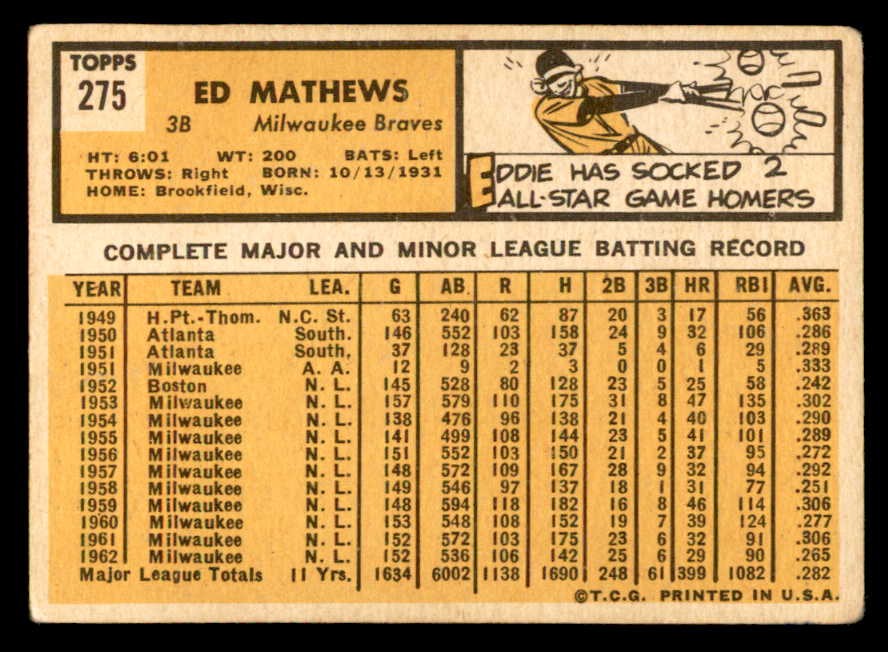 TOPPS
275
ED MATHEWS
3B Milwaukee Braves
HT: 6:01 WT: 200 BATS: Left
THROWS: Right BORN: 10/13/1931
HOME: Brookfield, Wisc.
EDDIE HAS SOCKED 2
ALL-STAR GAME HOMERS
COMPLETE MAJOR AND MINOR LEAGUE BATTING RECORD
YEAR TEAM LEA. G AB R H 2B 3B HR RBI AVG.
1949 H.Pt.-Thom. N.C. St. 63 240 62 87 20 3 17 56 .363
1950 Atlanta South. 146 552 103 158 24 9 32 106 .286
1951 Atlanta South. 37 128 23 37 5 4 6 29 .289
1951 Milwaukee A. A. 12 9 2 3 0 0 1 5 .333
1952 Boston N. L. 145 528 80 128 23 5 25 58 .242
1953 Milwaukee N. L. 157 579 110 175 31 8 47 135 .302
1954 Milwaukee N. L. 138 476 96 138 21 4 40 103 .290
1955 Milwaukee N. L. 141 499 108 144 23 5 41 101 .289
1956 Milwaukee N. L. 151 552 103 150 21 2 37 95 .272
1957 Milwaukee N. L. 148 572 109 167 28 9 32 94 .292
1958 Milwaukee N. L. 149 546 97 137 18 1 31 77 .251
1959 Milwaukee N. L. 148 594 118 182 16 8 46 114 .306
1960 Milwaukee N. L. 153 548 108 152 19 7 39 124 .277
1961 Milwaukee N. L. 152 572 103 175 23 6 32 91 .306
1962 Milwaukee N. L. 152 536 106 142 25 6 29 90 .265
Major League Totals 11 Yrs. 1634 6002 1138 1690 248 61 399 1082 .282
©T.C.G. PRINTED IN U.S.A.